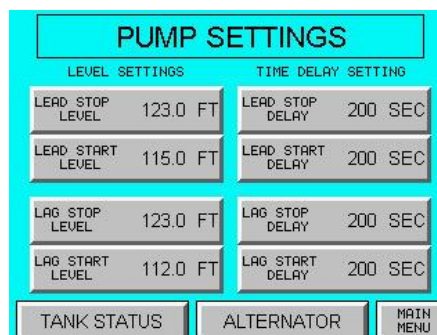 PUMP SETTINGS
LEVEL SETTINGS TIME DELAY SETTING
LEAD STOP LEVEL 123.0 FT
LEAD STOP DELAY 200 SEC
LEAD START LEVEL 115.0 FT
LEAD START DELAY 200 SEC
LAG STOP LEVEL 123.0 FT
LAG STOP DELAY 200 SEC
LAG START LEVEL 112.0 FT
LAG START DELAY 200 SEC
TANK STATUS ALTERNATOR MAIN MENU